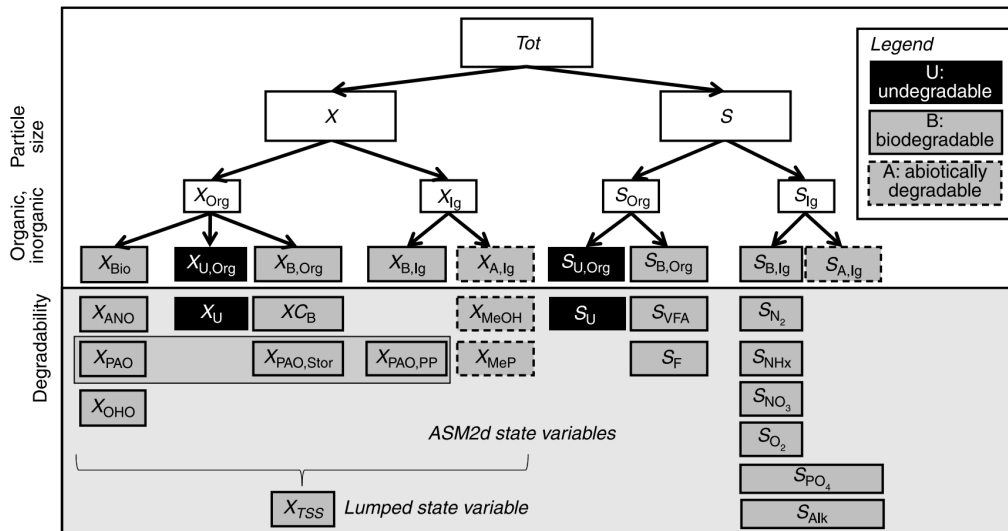 Tot
Legend
U:
undegradable
B:
biodegradable
A: abiotically
degradable
Particle
size
X
S
Organic,
inorganic
X_Org
X_Ig
S_Org
S_Ig
X_Bio
X_U,Org
X_B,Org
X_B,Ig
X_A,Ig
S_U,Org
S_B,Org
S_B,Ig
S_A,Ig
Degradability
X_ANO
X_U
XC_B
X_MeOH
S_U
S_VFA
S_N₂
X_PAO
X_PAO,Stor
X_PAO,PP
X_MeP
S_F
S_NHx
X_OHO
S_NO₃
ASM2d state variables
S_O₂
S_PO₄
X_TSS
Lumped state variable
S_Alk